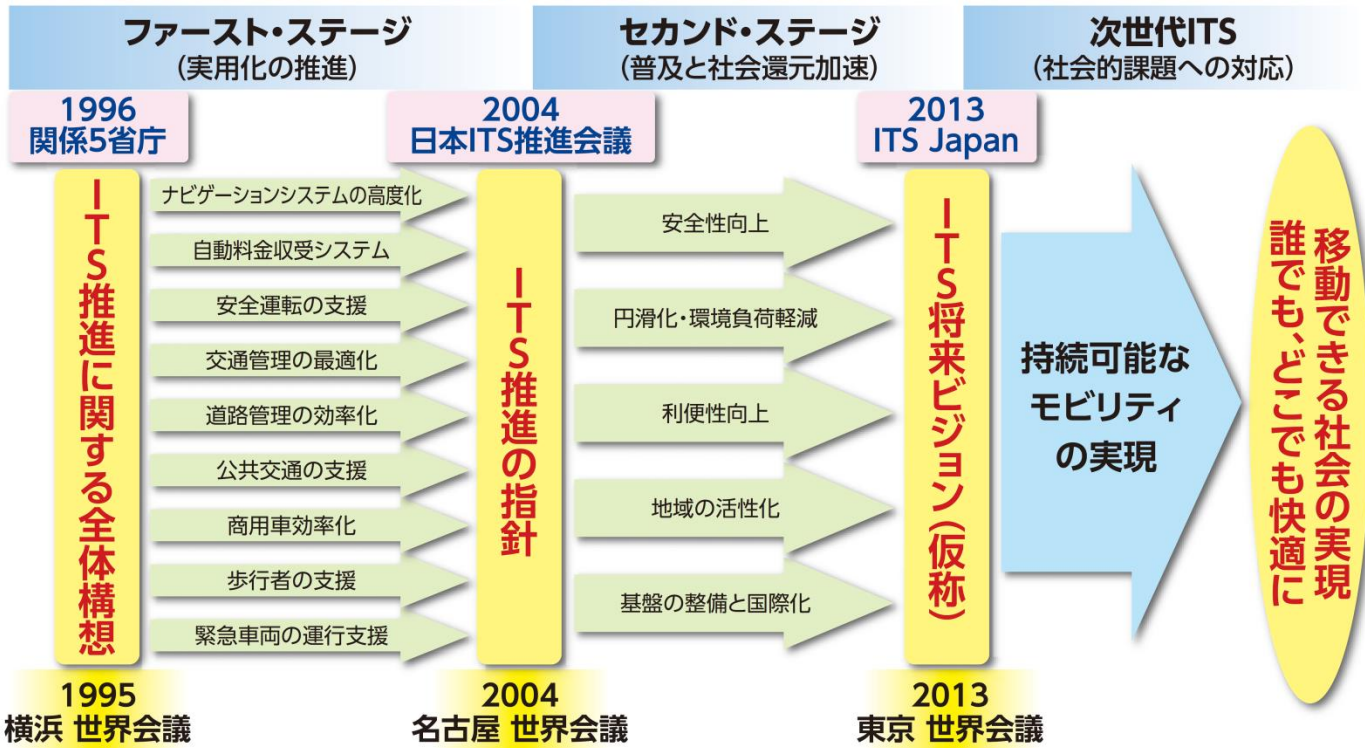 ファースト・ステージ
(実用化の推進)
セカンド・ステージ
(普及と社会還元加速)
次世代ITS
(社会的課題への対応)
1996
関係5省庁
2004
日本ITS推進会議
2013
ITS Japan
ITS推進に関する全体構想
ナビゲーションシステムの高度化
自動料金収受システム
安全運転の支援
交通管理の最適化
道路管理の効率化
公共交通の支援
商用車効率化
歩行者の支援
緊急車両の運行支援
ITS推進の指針
安全性向上
円滑化・環境負荷軽減
利便性向上
地域の活性化
基盤の整備と国際化
ITS将来ビジョン(仮称)
持続可能な
モビリティ
の実現
移動できる社会の実現
誰でも、どこでも快適に
1995
横浜 世界会議
2004
名古屋 世界会議
2013
東京 世界会議